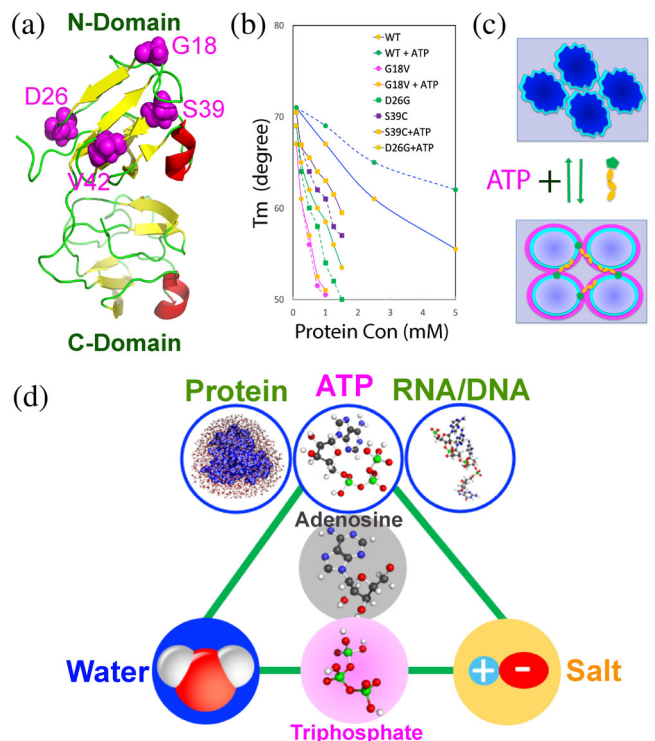 (a)
N-Domain
G18
D26
S39
V42
C-Domain
(b)
80
70
60
50
Tm (degree)
0
1
2
3
4
5
Protein Con (mM)
WT
WT + ATP
G18V
G18V + ATP
D26G
S39C
S39C+ATP
D26G+ATP
(c)
ATP +
(d)
Protein
ATP
RNA/DNA
Adenosine
Water
+ -
Salt
Triphosphate